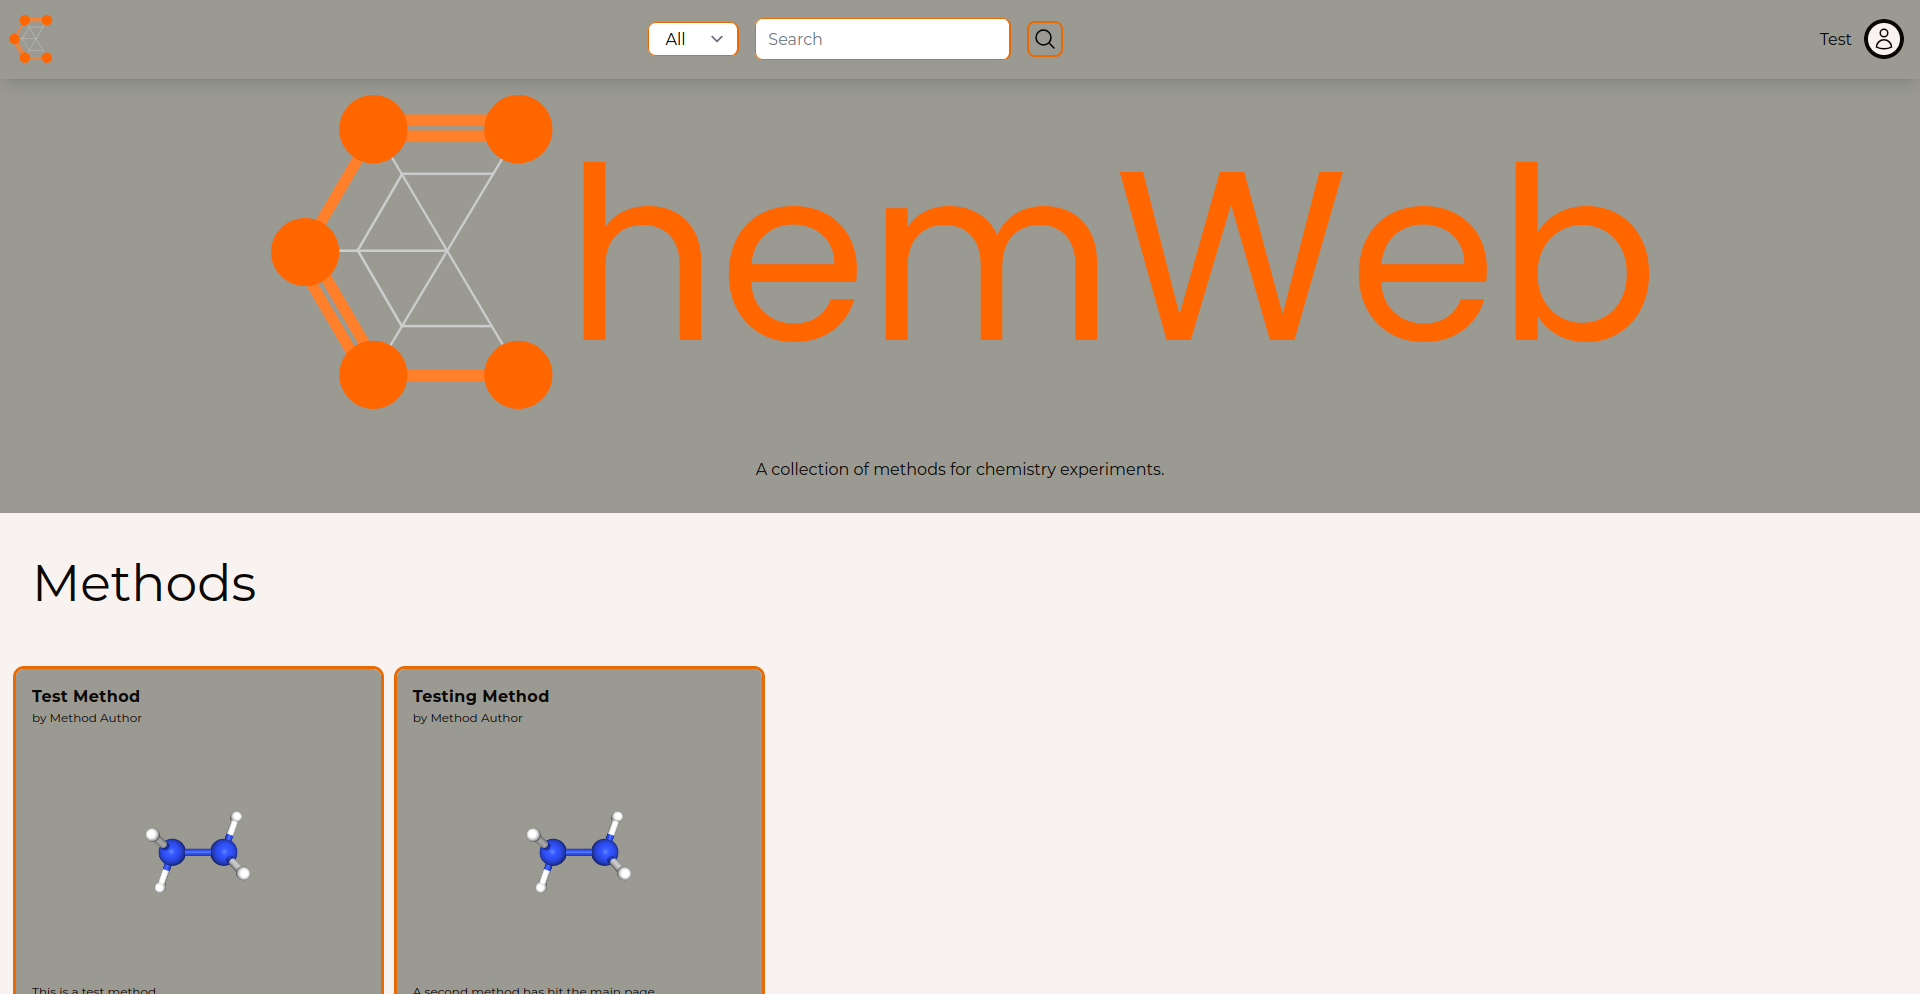 All
Search
Test
hemWeb
A collection of methods for chemistry experiments.
Methods
Test Method
by Method Author
Testing Method
by Method Author
This is a test method
A second method has hit the main page